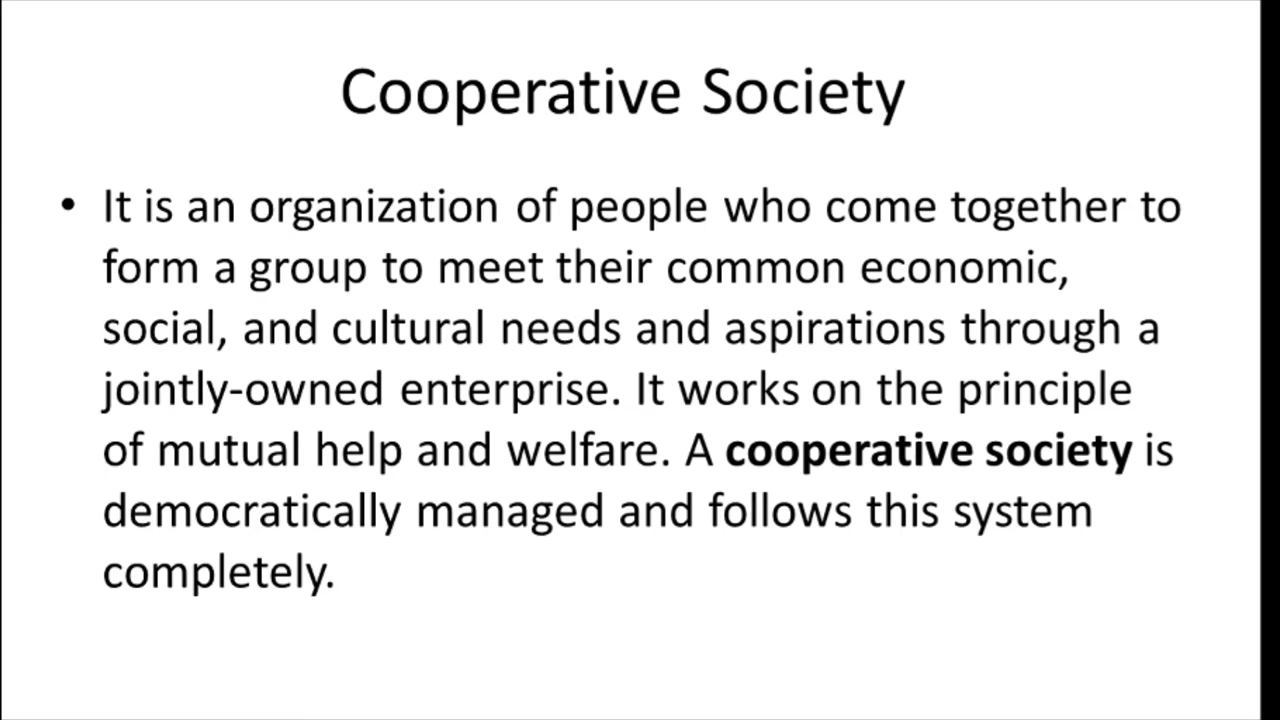 Cooperative Society
• It is an organization of people who come together to
form a group to meet their common economic,
social, and cultural needs and aspirations through a
jointly-owned enterprise. It works on the principle
of mutual help and welfare. A cooperative society is
democratically managed and follows this system
completely.